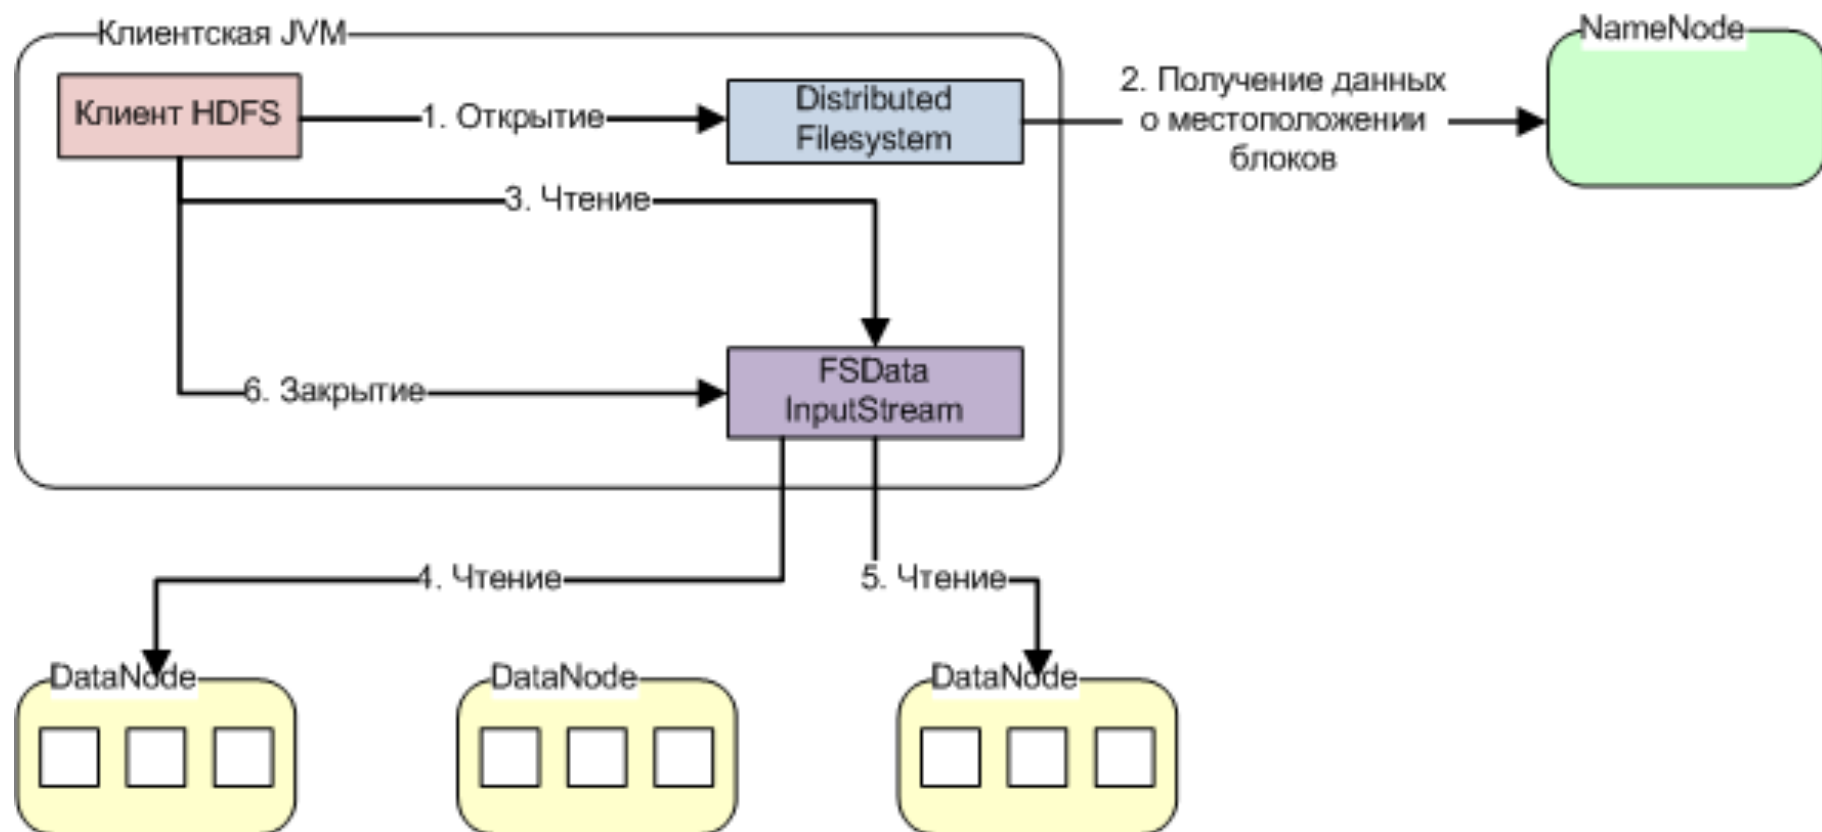 Клиентская JVM
NameNode
Клиент HDFS
1. Открытие
Distributed
Filesystem
2. Получение данных
о местоположении
блоков
3. Чтение
6. Закрытие
FSData
InputStream
4. Чтение
5. Чтение
DataNode
DataNode
DataNode